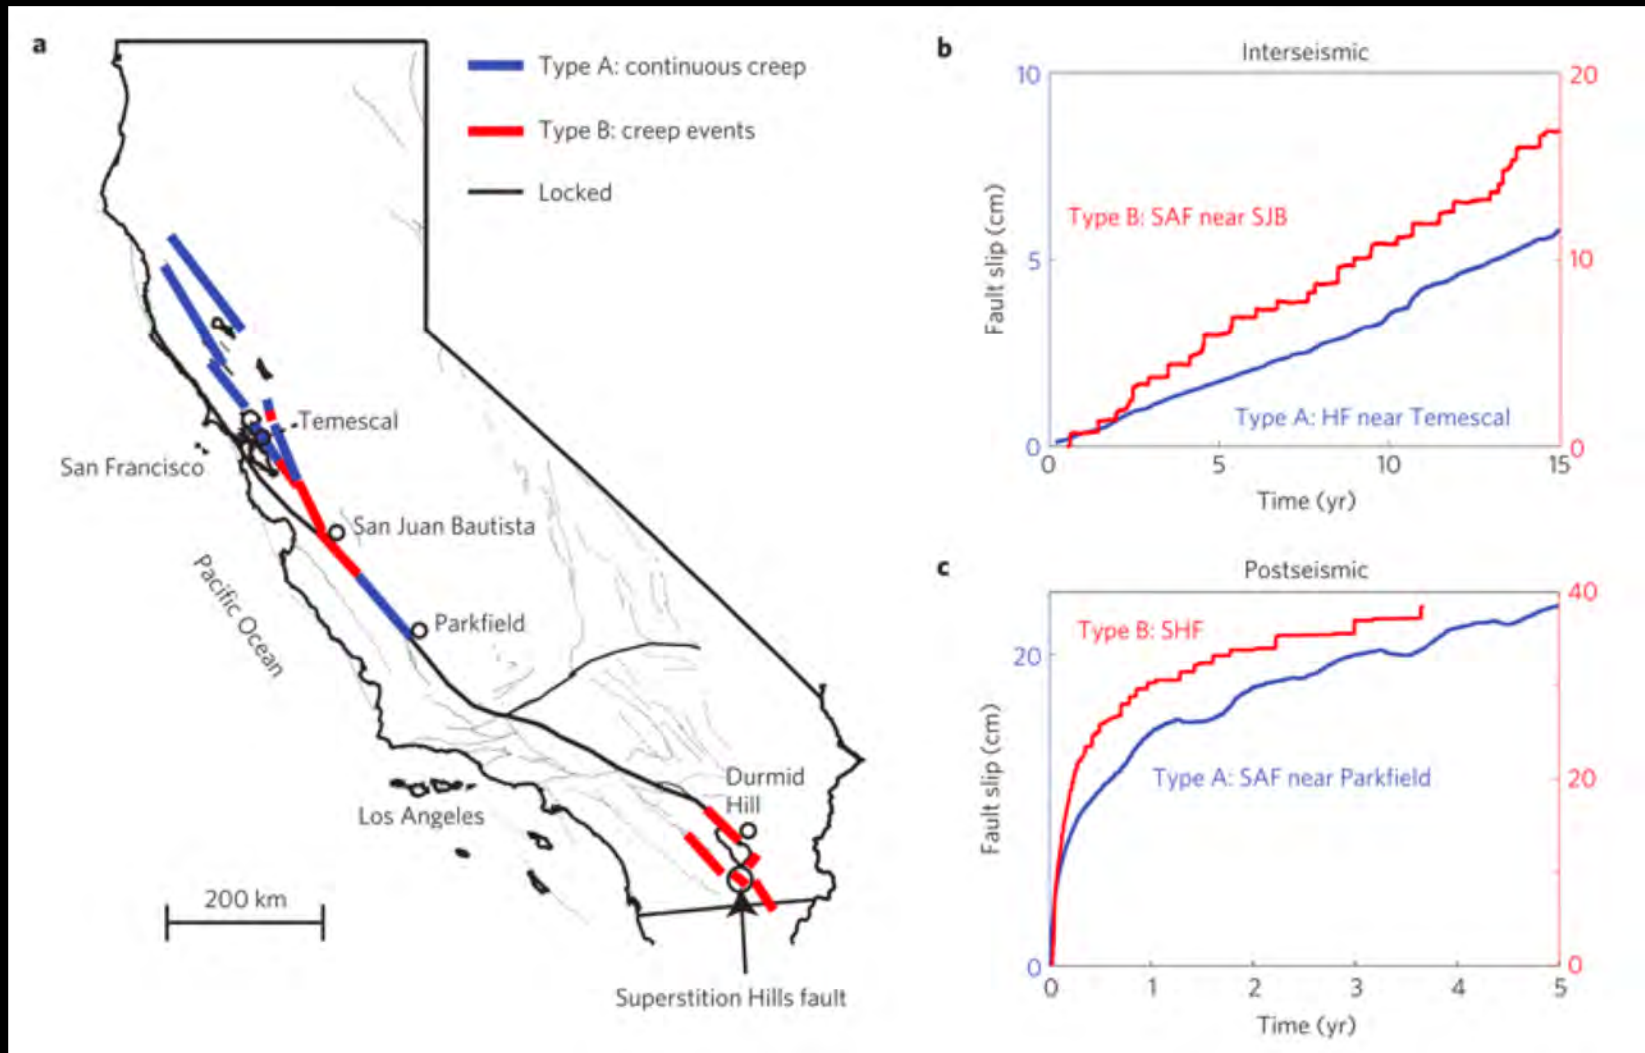 a
Type A: continuous creep
Type B: creep events
Locked
Temescal
San Francisco
San Juan Bautista
Pacific Ocean
Parkfield
Durmid
Hill
Los Angeles
200 km
Superstition Hills fault
b
Interseismic
10
20
Fault slip (cm)
Type B: SAF near SJB
5
10
Type A: HF near Temescal
0
0
0
5
10
15
Time (yr)
c
Postseismic
40
Type B: SHF
20
Fault slip (cm)
Type A: SAF near Parkfield
20
0
0
0
1
2
3
4
5
Time (yr)